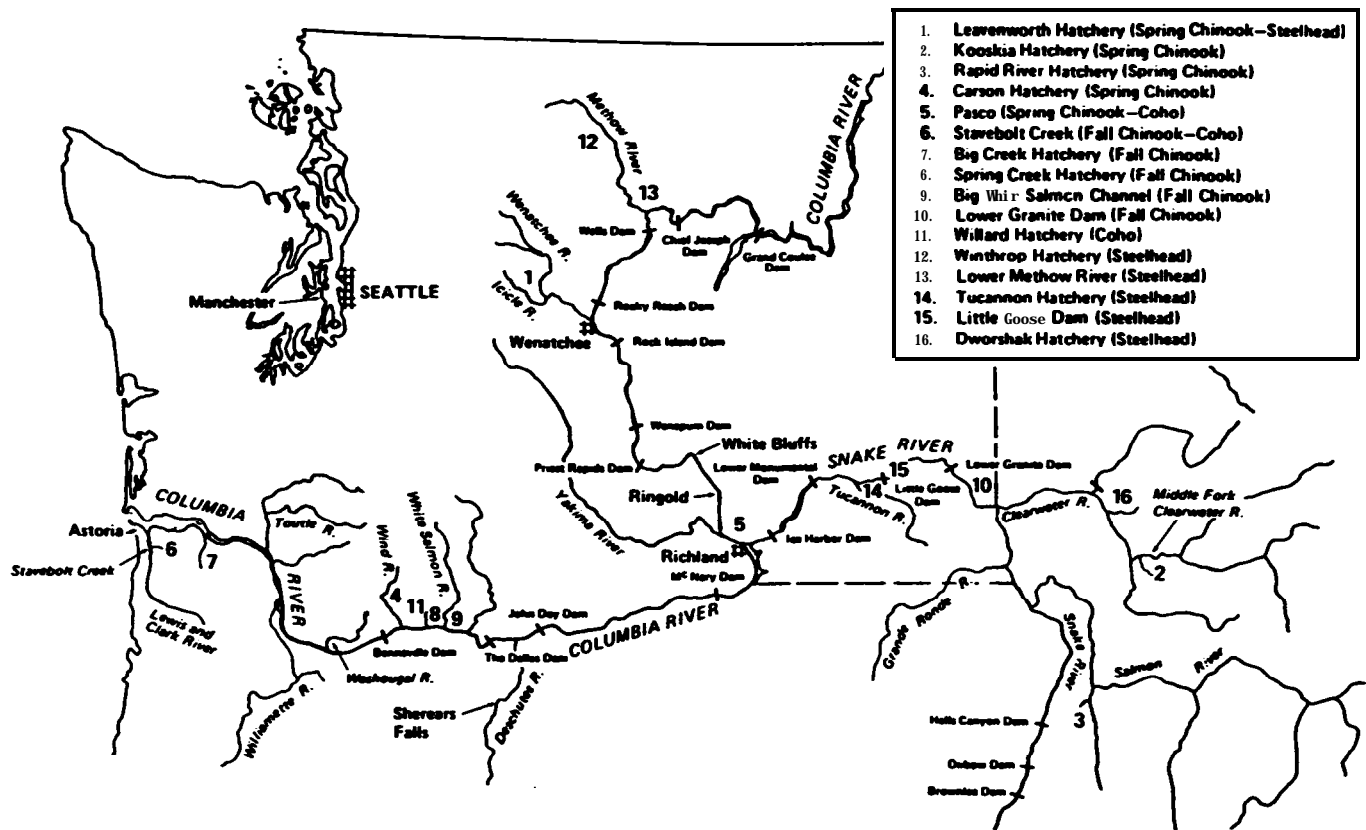 1. Leavenworth Hatchery (Spring Chinook—Steelhead)
2. Kooskia Hatchery (Spring Chinook)
3. Rapid River Hatchery (Spring Chinook)
4. Carson Hatchery (Spring Chinook)
5. Pasco (Spring Chinook—Coho)
6. Stavebolt Creek (Fall Chinook—Coho)
7. Big Creek Hatchery (Fall Chinook)
6. Spring Creek Hatchery (Fall Chinook)
9. Big Whir Salmon Channel (Fall Chinook)
10. Lower Granite Dam (Fall Chinook)
11. Willard Hatchery (Coho)
12. Winthrop Hatchery (Steelhead)
13. Lower Methow River (Steelhead)
14. Tucannon Hatchery (Steelhead)
15. Little Goose Dam (Steelhead)
16. Dworshak Hatchery (Steelhead)
Methow River
12
13
COLUMBIA RIVER
Wenatchee R.
Wells Dam
Chief Joseph
Dam
Grand Coulee
Dam
1
Icicle R.
Manchester
SEATTLE
Rocky Reach Dam
Wenatchee
Rock Island Dam
Wanapum Dam
White Bluffs
Priest Rapids Dam
Lower Monumental
Dam
SNAKE RIVER
15
Lower Granite Dam
14
Little Goose
Dam
10
16
Ringold
Tucannon R.
Clearwater R.
Middle Fork
Clearwater R.
Yakima River
5
Ice Harbor Dam
Richland
McNary Dam
2
COLUMBIA
Astoria
6
7
Toutle R.
Stavebolt Creek
Wind R.
White Salmon R.
RIVER
4
11
8
9
Lewis and
Clark River
John Day Dam
COLUMBIA RIVER
Bonneville Dam
The Dalles Dam
Washougal R.
Willamette R.
Sherears
Falls
Deschutes R.
Grande Ronde R.
Snake River
Salmon River
3
Hells Canyon Dam
Oxbow Dam
Brownlee Dam